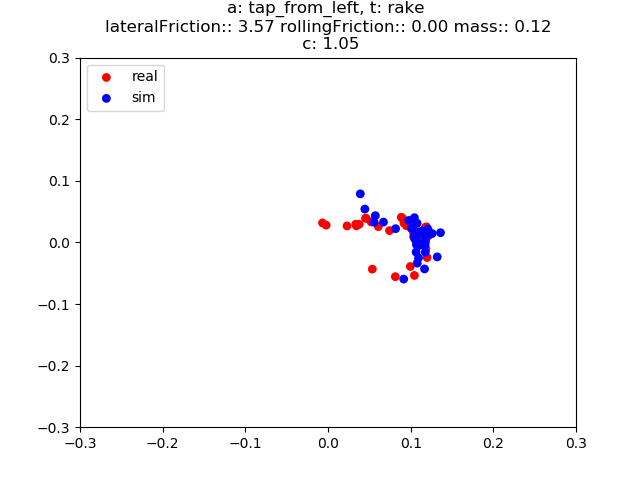 a: tap_from_left, t: rake
lateralFriction:: 3.57 rollingFriction:: 0.00 mass:: 0.12
c: 1.05
real
sim
0.3
0.2
0.1
0.0
−0.1
−0.2
−0.3
−0.3 −0.2 −0.1 0.0 0.1 0.2 0.3